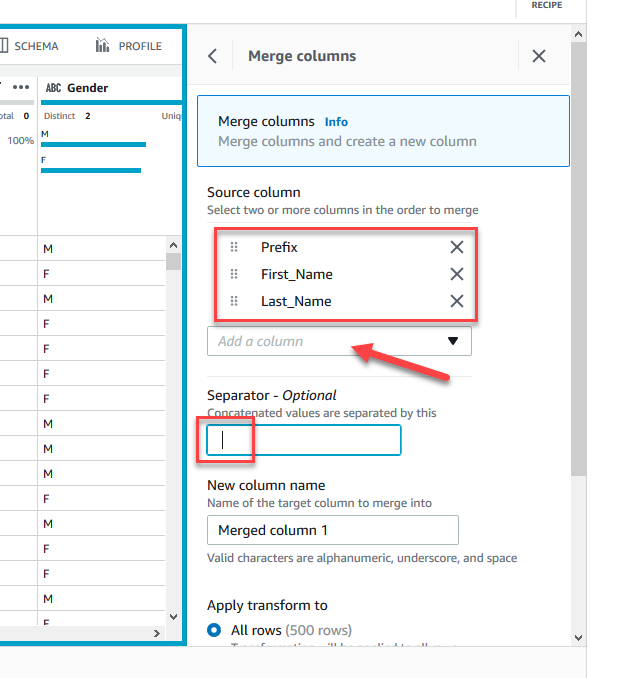 RECIPE
SCHEMA
PROFILE
ABC Gender
otal 0
Distinct 2
Uniq
100%
M
F
M
F
M
F
F
F
F
M
M
M
F
M
F
F
M
F
Merge columns
Merge columns Info
Merge columns and create a new column
Source column
Select two or more columns in the order to merge
Prefix
First_Name
Last_Name
Add a column
Separator - Optional
Concatenated values are separated by this
New column name
Name of the target column to merge into
Merged column 1
Valid characters are alphanumeric, underscore, and space
Apply transform to
All rows (500 rows)